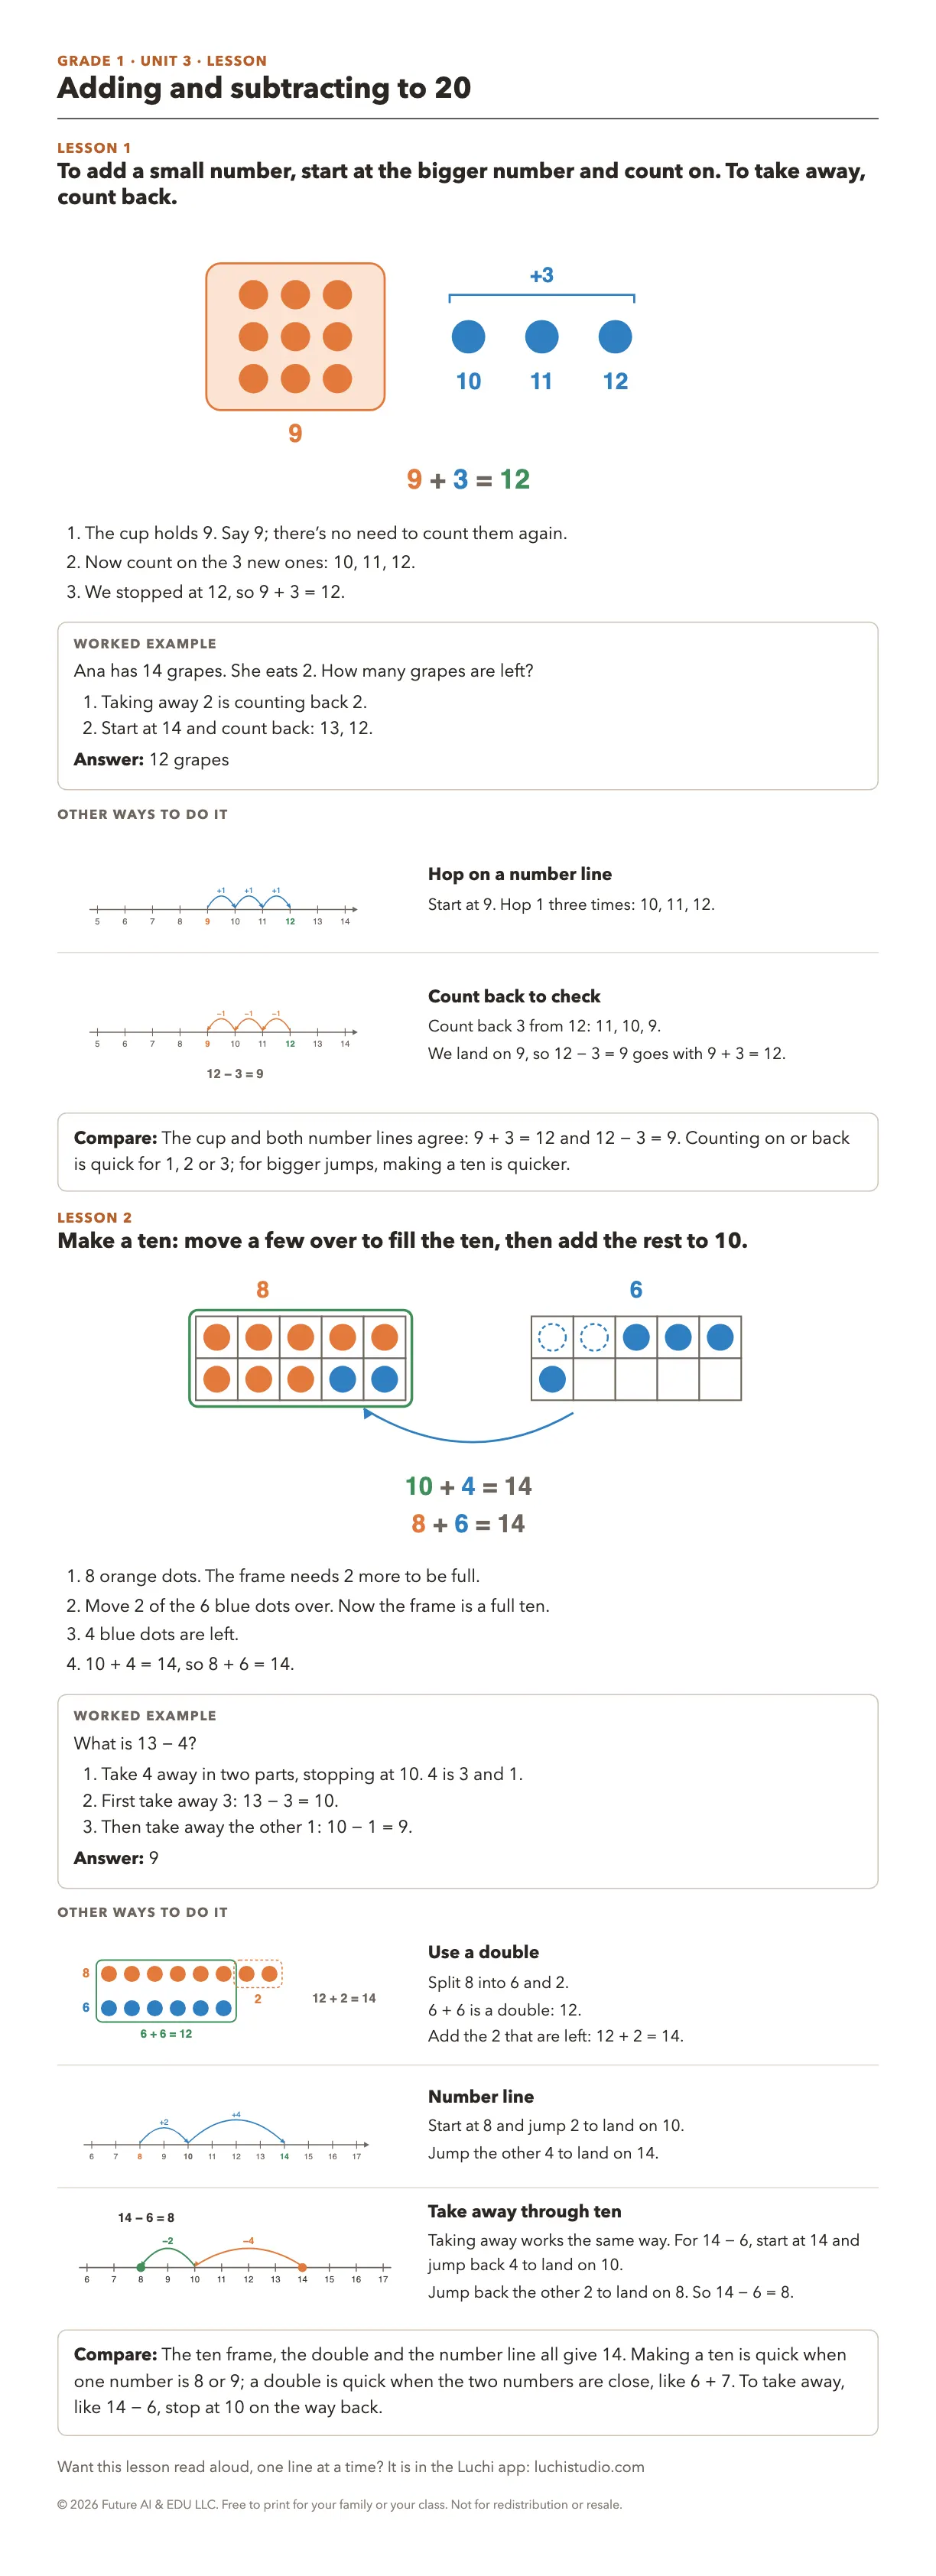 GRADE 1 · UNIT 3 · LESSON
Adding and subtracting to 20
LESSON 1
To add a small number, start at the bigger number and count on. To take away,
count back.
+3
10 11 12
9
9 + 3 = 12
1. The cup holds 9. Say 9; there’s no need to count them again.
2. Now count on the 3 new ones: 10, 11, 12.
3. We stopped at 12, so 9 + 3 = 12.
WORKED EXAMPLE
Ana has 14 grapes. She eats 2. How many grapes are left?
1. Taking away 2 is counting back 2.
2. Start at 14 and count back: 13, 12.
Answer: 12 grapes
OTHER WAYS TO DO IT
+1 +1 +1
5 6 7 8 9 10 11 12 13 14
Hop on a number line
Start at 9. Hop 1 three times: 10, 11, 12.
−1 −1 −1
5 6 7 8 9 10 11 12 13 14
12 − 3 = 9
Count back to check
Count back 3 from 12: 11, 10, 9.
We land on 9, so 12 − 3 = 9 goes with 9 + 3 = 12.
Compare: The cup and both number lines agree: 9 + 3 = 12 and 12 − 3 = 9. Counting on or back
is quick for 1, 2 or 3; for bigger jumps, making a ten is quicker.
LESSON 2
Make a ten: move a few over to fill the ten, then add the rest to 10.
8 6
10 + 4 = 14
8 + 6 = 14
1. 8 orange dots. The frame needs 2 more to be full.
2. Move 2 of the 6 blue dots over. Now the frame is a full ten.
3. 4 blue dots are left.
4. 10 + 4 = 14, so 8 + 6 = 14.
WORKED EXAMPLE
What is 13 − 4?
1. Take 4 away in two parts, stopping at 10. 4 is 3 and 1.
2. First take away 3: 13 − 3 = 10.
3. Then take away the other 1: 10 − 1 = 9.
Answer: 9
OTHER WAYS TO DO IT
8
2
12 + 2 = 14
6
6 + 6 = 12
Use a double
Split 8 into 6 and 2.
6 + 6 is a double: 12.
Add the 2 that are left: 12 + 2 = 14.
+2 +4
6 7 8 9 10 11 12 13 14 15 16 17
Number line
Start at 8 and jump 2 to land on 10.
Jump the other 4 to land on 14.
14 − 6 = 8
−2 −4
6 7 8 9 10 11 12 13 14 15 16 17
Take away through ten
Taking away works the same way. For 14 − 6, start at 14 and
jump back 4 to land on 10.
Jump back the other 2 to land on 8. So 14 − 6 = 8.
Compare: The ten frame, the double and the number line all give 14. Making a ten is quick when
one number is 8 or 9; a double is quick when the two numbers are close, like 6 + 7. To take away,
like 14 − 6, stop at 10 on the way back.
Want this lesson read aloud, one line at a time? It is in the Luchi app: luchistudio.com
© 2026 Future AI & EDU LLC. Free to print for your family or your class. Not for redistribution or resale.